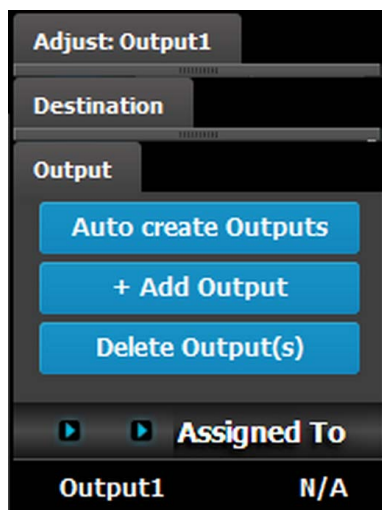 Adjust: Output1
Destination
Output
Auto create Outputs
+ Add Output
Delete Output(s)
Assigned To
Output1 N/A